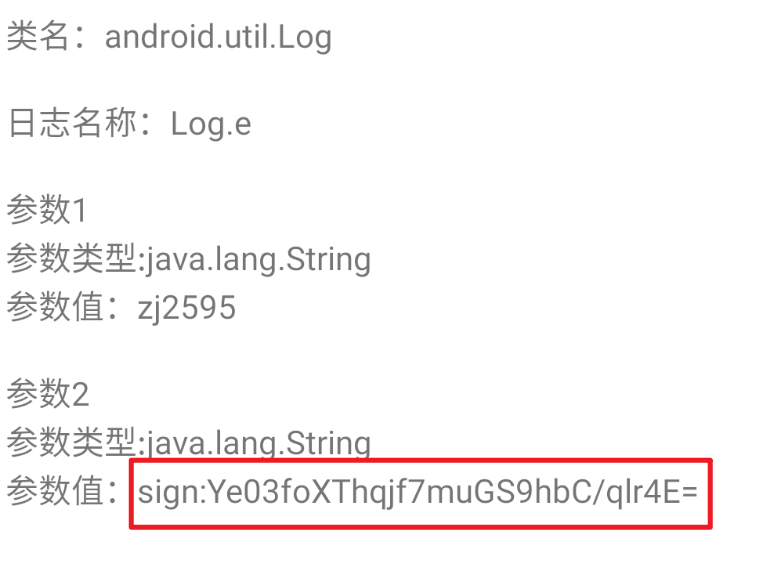 类名：android.util.Log
日志名称：Log.e
参数1
参数类型:java.lang.String
参数值：zj2595
参数2
参数类型:java.lang.String
参数值：sign:Ye03foXThqjf7muGS9hbC/qlr4E=